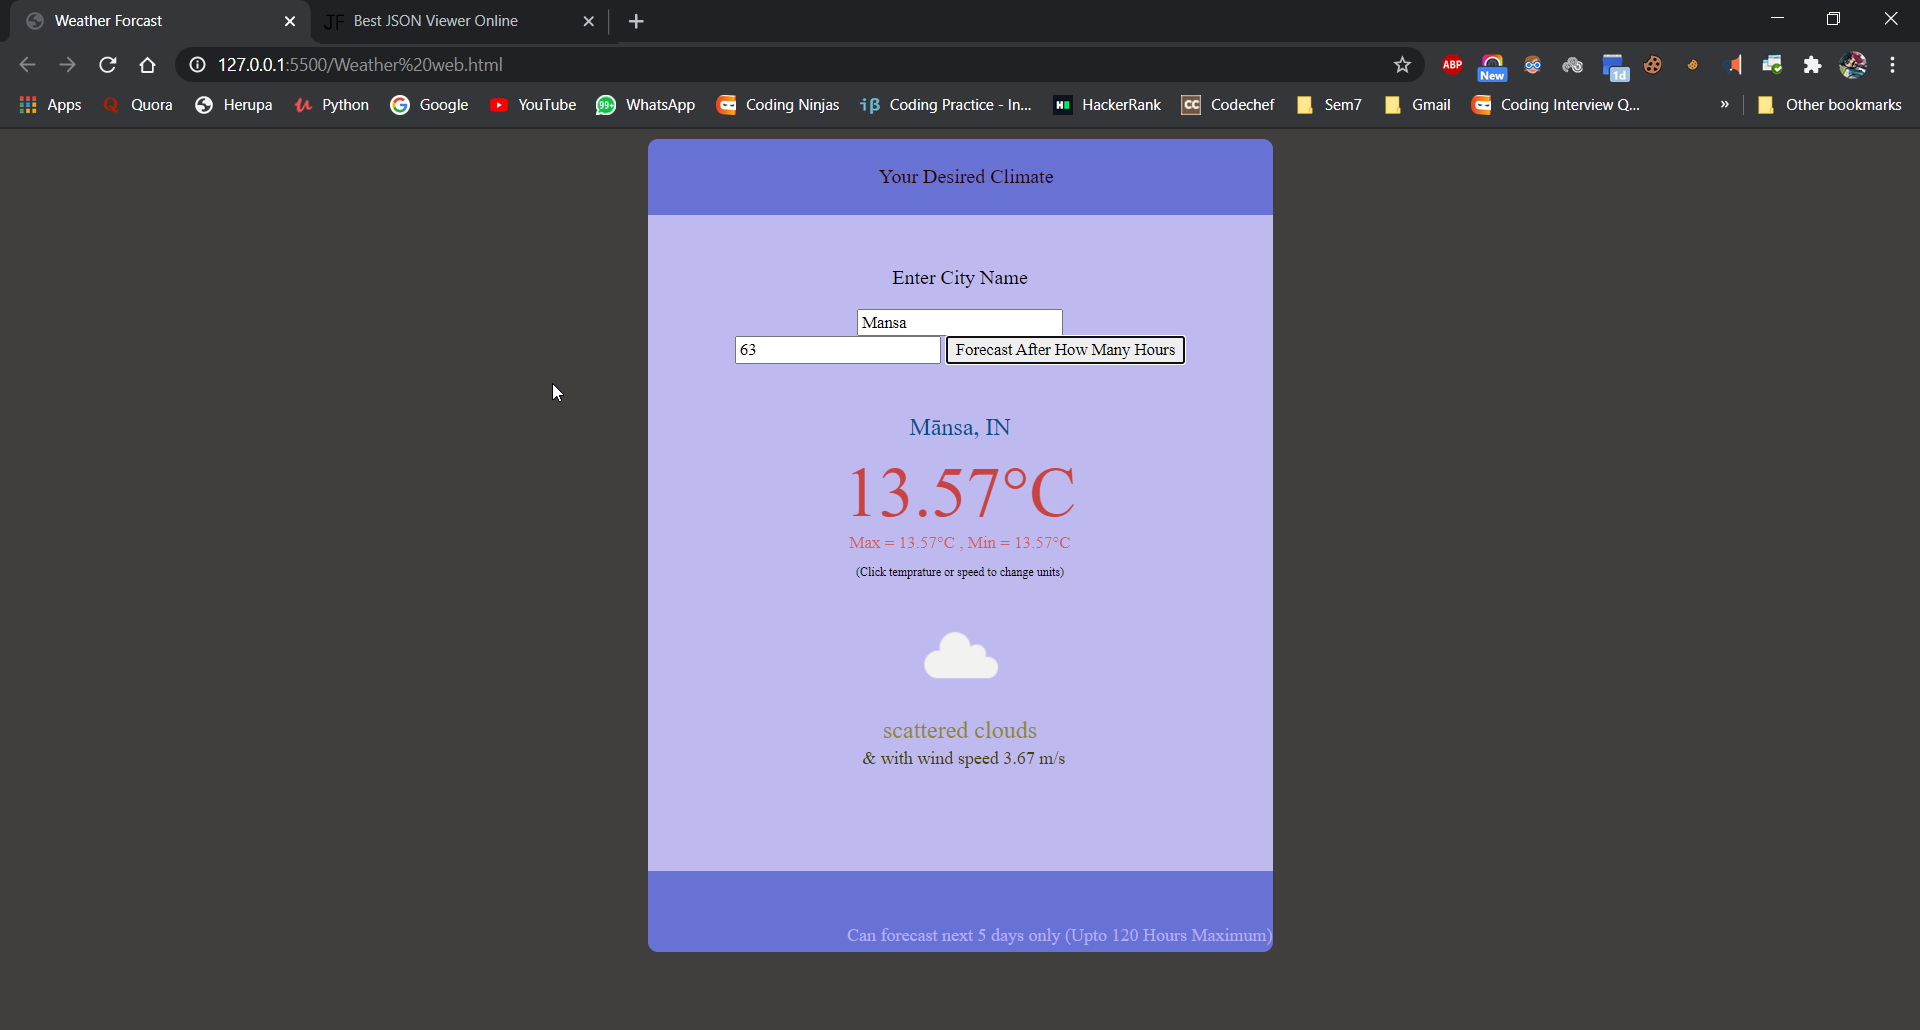 Weather Forcast
JF Best JSON Viewer Online
127.0.0.1:5500/Weather%20web.html
ABP
New
1d
Apps
Q Quora
Herupa
Python
Google
YouTube
99+ WhatsApp
Coding Ninjas
iB Coding Practice - In...
H HackerRank
CC Codechef
Sem7
Gmail
Coding Interview Q...
»
Other bookmarks
Your Desired Climate
Enter City Name
Mansa
63 Forecast After How Many Hours
Mānsa, IN
13.57°C
Max = 13.57°C , Min = 13.57°C
(Click temprature or speed to change units)
scattered clouds
& with wind speed 3.67 m/s
Can forecast next 5 days only (Upto 120 Hours Maximum)